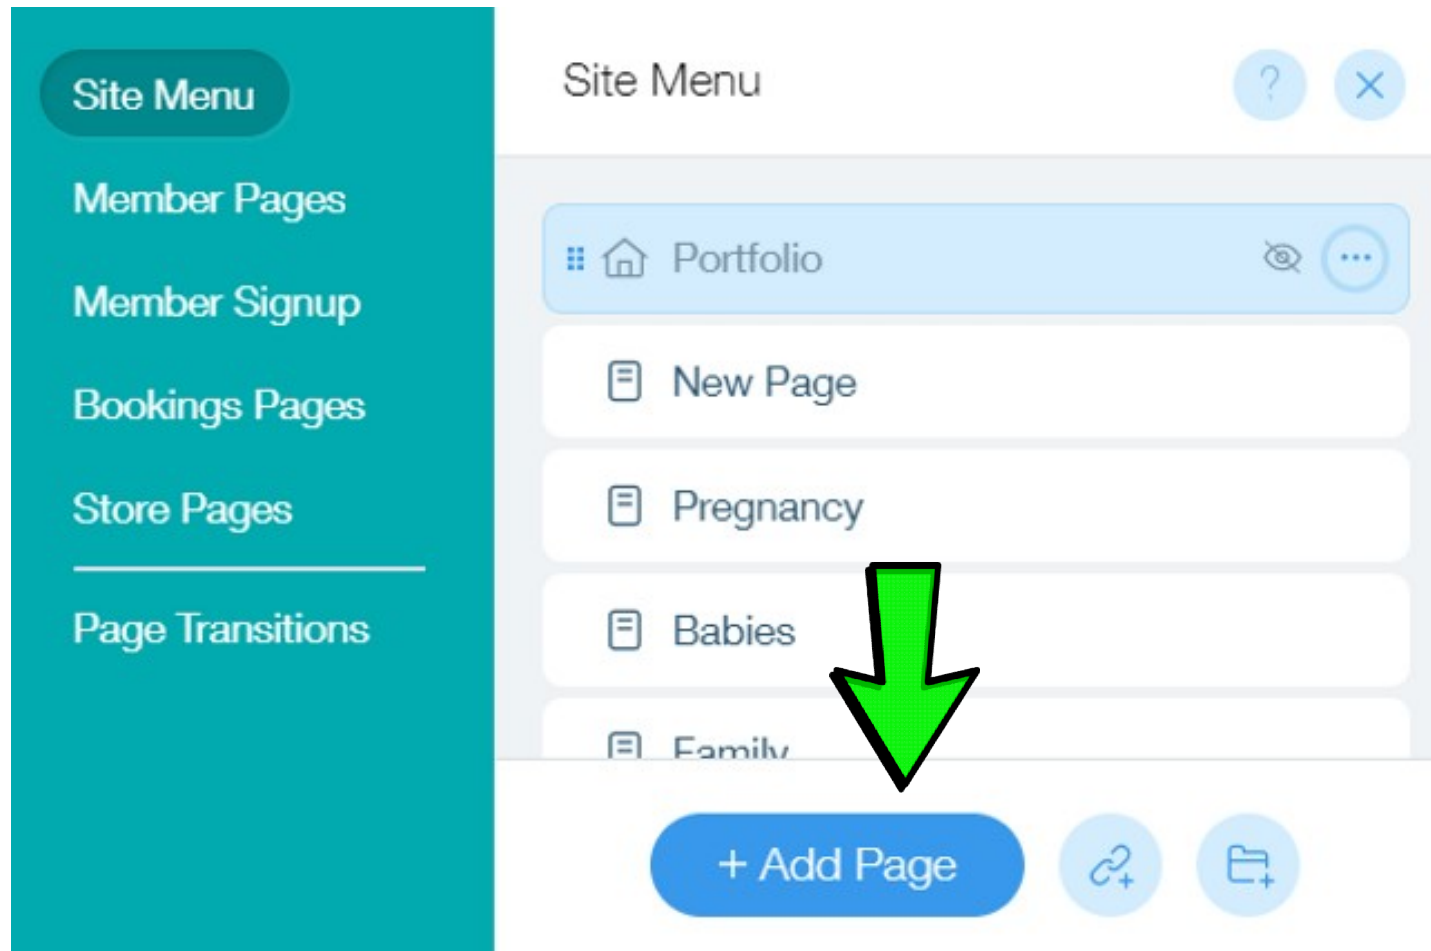 Site Menu
Member Pages
Member Signup
Bookings Pages
Store Pages
Page Transitions
Site Menu
?
Portfolio
New Page
Pregnancy
Babies
Family
+ Add Page